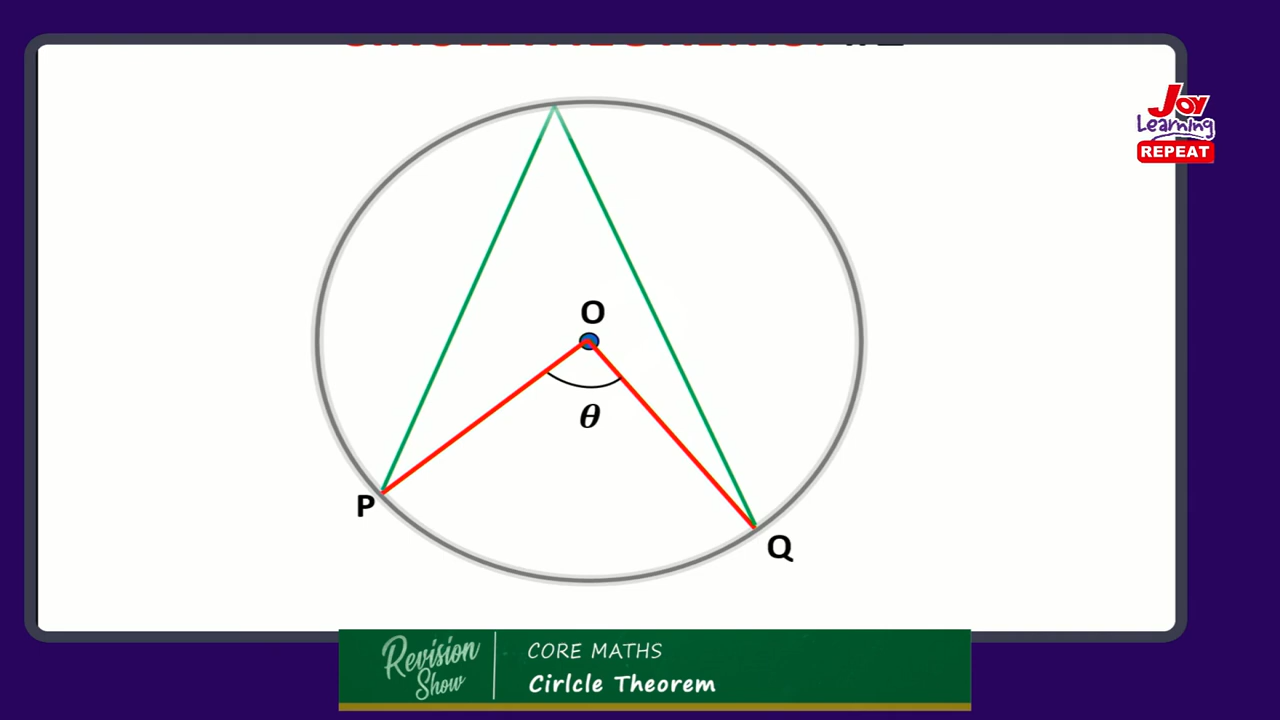 JOY
Learning
REPEAT
O
θ
P
Q
Revision
Show
CORE MATHS
Cirlcle Theorem